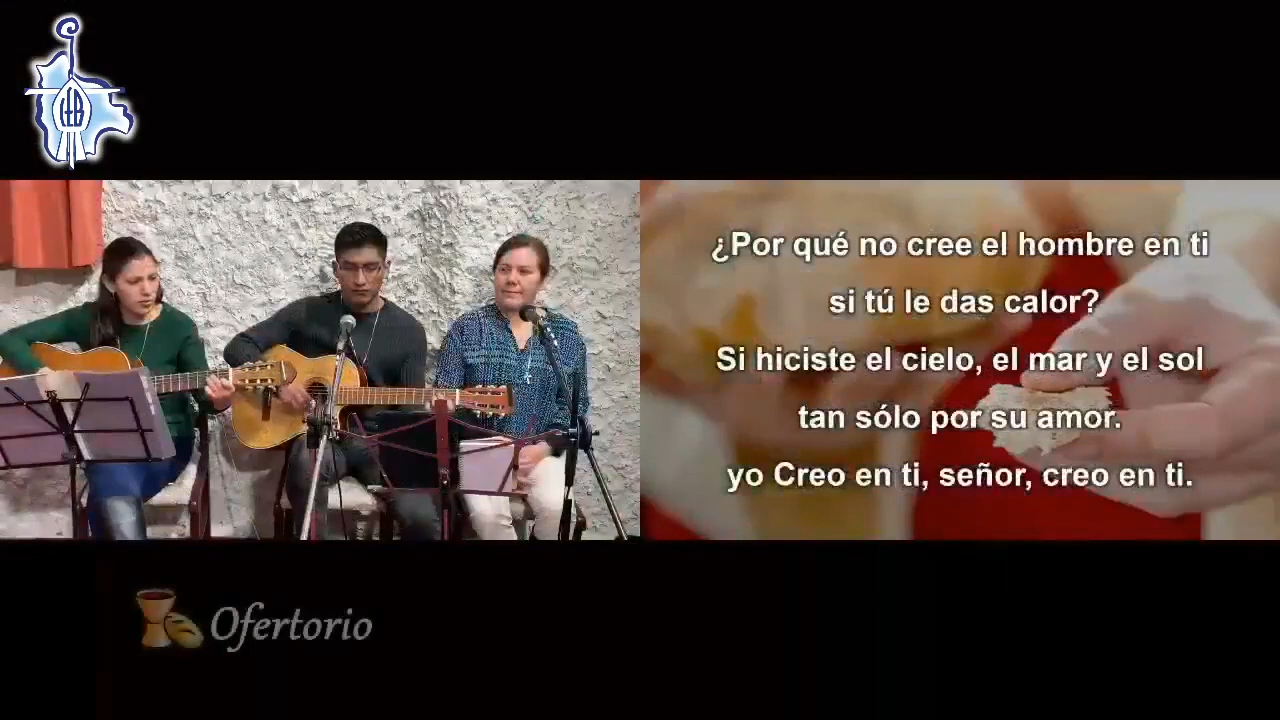 CEB
¿Por qué no cree el hombre en ti
si tú le das calor?
Si hiciste el cielo, el mar y el sol
tan sólo por su amor.
yo Creo en ti, señor, creo en ti.
Ofertorio